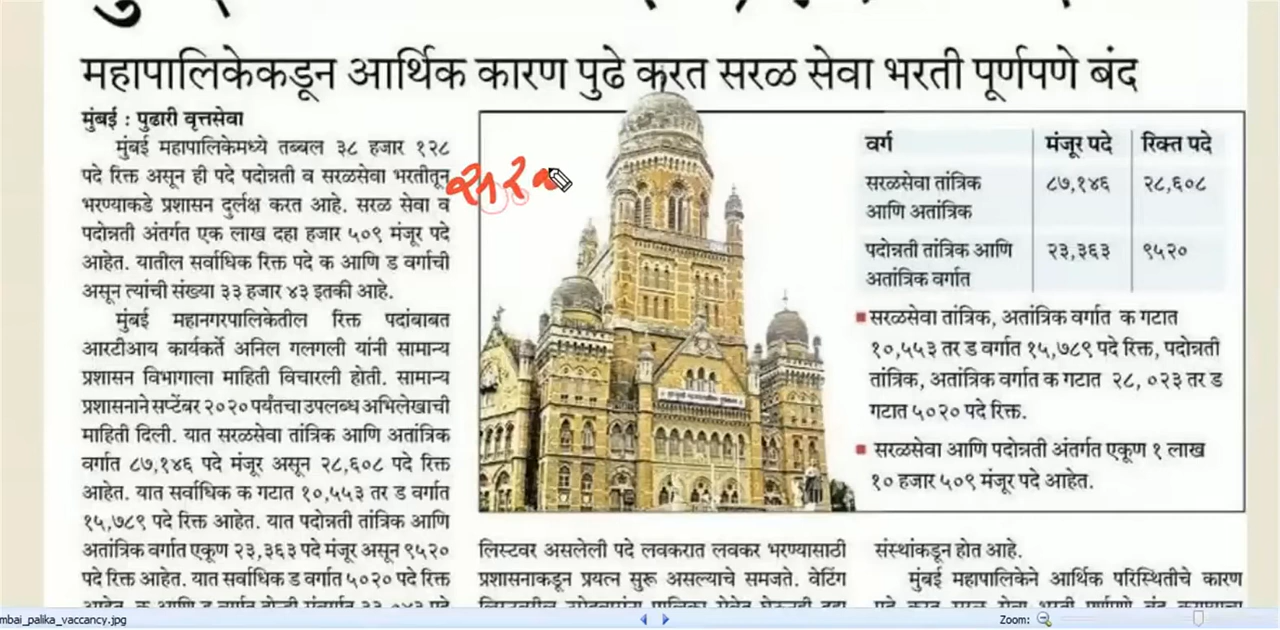 महापालिकेकडून आर्थिक कारण पुढे करत सरळ सेवा भरती पूर्णपणे बंद
मुंबई : पुढारी वृत्तसेवा
मुंबई महापालिकेमध्ये तब्बल ३८ हजार १२८
पदे रिक्त असून ही पदे पदोन्नती व सरळसेवा भरतीतून
भरण्याकडे प्रशासन दुर्लक्ष करत आहे. सरळ सेवा व
पदोन्नती अंतर्गत एक लाख दहा हजार ५०९ मंजूर पदे
आहेत. यातील सर्वाधिक रिक्त पदे क आणि ड वर्गाची
असून त्यांची संख्या ३३ हजार ४३ इतकी आहे.
मुंबई महानगरपालिकेतील रिक्त पदांबाबत
आरटीआय कार्यकर्ते अनिल गलगली यांनी सामान्य
प्रशासन विभागाला माहिती विचारली होती. सामान्य
प्रशासनाने सप्टेंबर २०२० पर्यंतचा उपलब्ध अभिलेखाची
माहिती दिली. यात सरळसेवा तांत्रिक आणि अतांत्रिक
वर्गात ८७,१४६ पदे मंजूर असून २८,६०८ पदे रिक्त
आहेत. यात सर्वाधिक क गटात १०,५५३ तर ड वर्गात
१५,७८९ पदे रिक्त आहेत. यात पदोन्नती तांत्रिक आणि
अतांत्रिक वर्गात एकूण २३,३६३ पदे मंजूर असून ९५२०
पदे रिक्त आहेत. यात सर्वाधिक ड वर्गात ५०२० पदे रिक्त
वर्ग मंजूर पदे रिक्त पदे
सरळसेवा तांत्रिक ८७,१४६ २८,६०८
आणि अतांत्रिक
पदोन्नती तांत्रिक आणि २३,३६३ ९५२०
अतांत्रिक वर्गात
सरळसेवा तांत्रिक, अतांत्रिक वर्गात क गटात
१०,५५३ तर ड वर्गात १५,७८९ पदे रिक्त, पदोन्नती
तांत्रिक, अतांत्रिक वर्गात क गटात २८, ०२३ तर ड
गटात ५०२० पदे रिक्त.
सरळसेवा आणि पदोन्नती अंतर्गत एकूण १ लाख
१० हजार ५०९ मंजूर पदे आहेत.
लिस्टवर असलेली पदे लवकरात लवकर भरण्यासाठी
प्रशासनाकडून प्रयत्न सुरू असल्याचे समजते. वेटिंग
संस्थांकडून होत आहे.
मुंबई महापालिकेने आर्थिक परिस्थितीचे कारण
mbai_palika_vaccancy.jpg
Zoom: